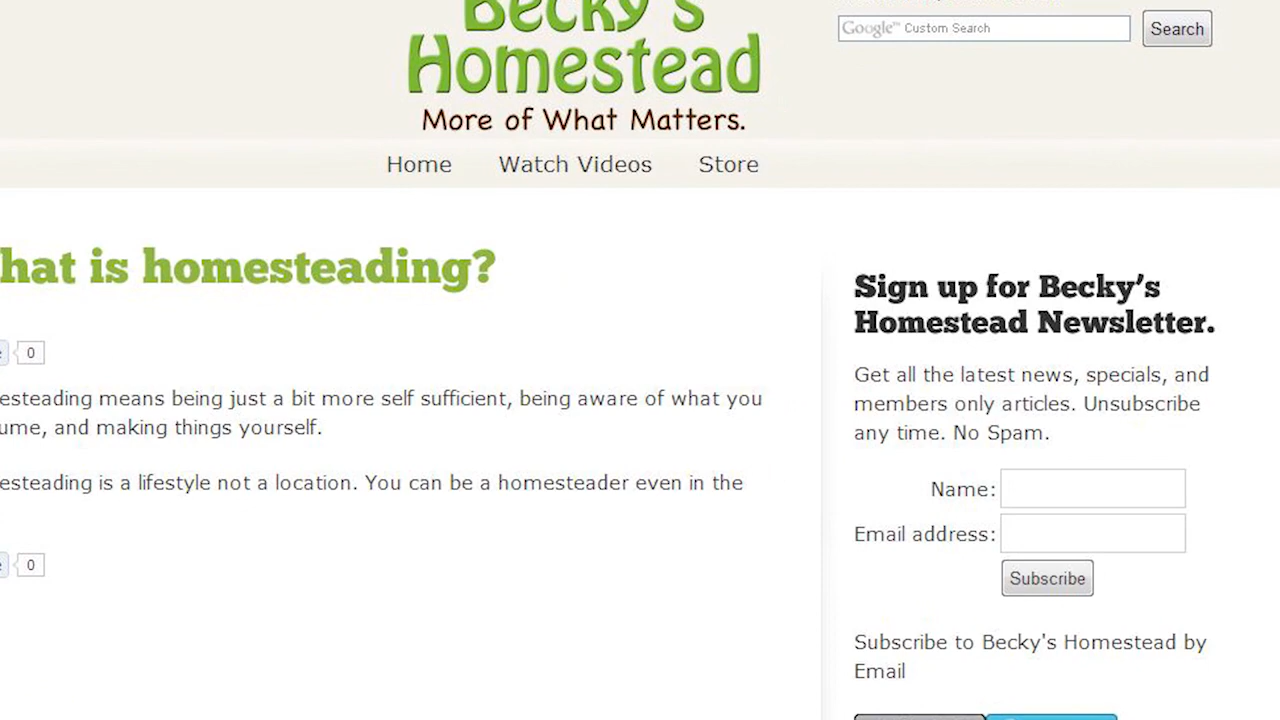 Becky's
Homestead
More of What Matters.
Google™ Custom Search
Search
Home Watch Videos Store
hat is homesteading?
0
esteading means being just a bit more self sufficient, being aware of what you
ume, and making things yourself.
esteading is a lifestyle not a location. You can be a homesteader even in the
0
Sign up for Becky's
Homestead Newsletter.
Get all the latest news, specials, and
members only articles. Unsubscribe
any time. No Spam.
Name:
Email address:
Subscribe
Subscribe to Becky's Homestead by
Email